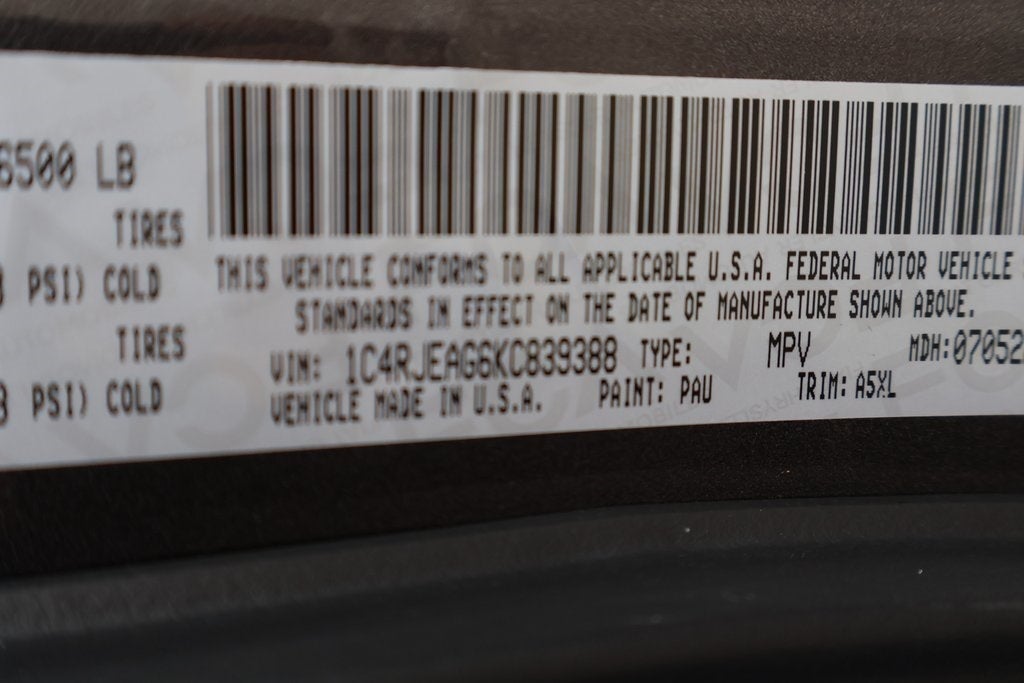 6500 LB
TIRES
PSI) COLD
TIRES
PSI) COLD
THIS VEHICLE CONFORMS TO ALL APPLICABLE U.S.A. FEDERAL MOTOR VEHICLE
STANDARDS IN EFFECT ON THE DATE OF MANUFACTURE SHOWN ABOVE.
VIN: 1C4RJEAG6KC839388 TYPE: MPV MDH:07052
VEHICLE MADE IN U.S.A. PAINT: PAU TRIM: A5XL